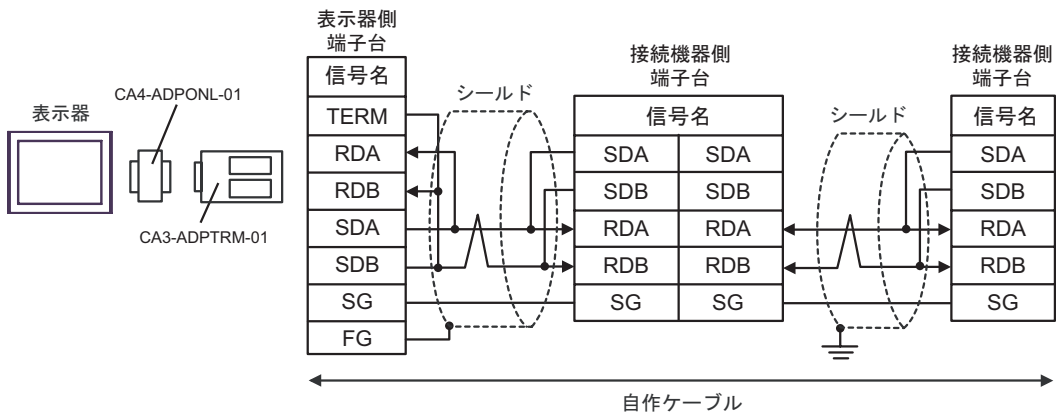 表示器
CA4-ADPONL-01
CA3-ADPTRM-01
表示器側
端子台
信号名
TERM
RDA
RDB
SDA
SDB
SG
FG
シールド
接続機器側
端子台
信号名
SDA SDA
SDB SDB
RDA RDA
RDB RDB
SG SG
シールド
接続機器側
端子台
信号名
SDA
SDB
RDA
RDB
SG
自作ケーブル